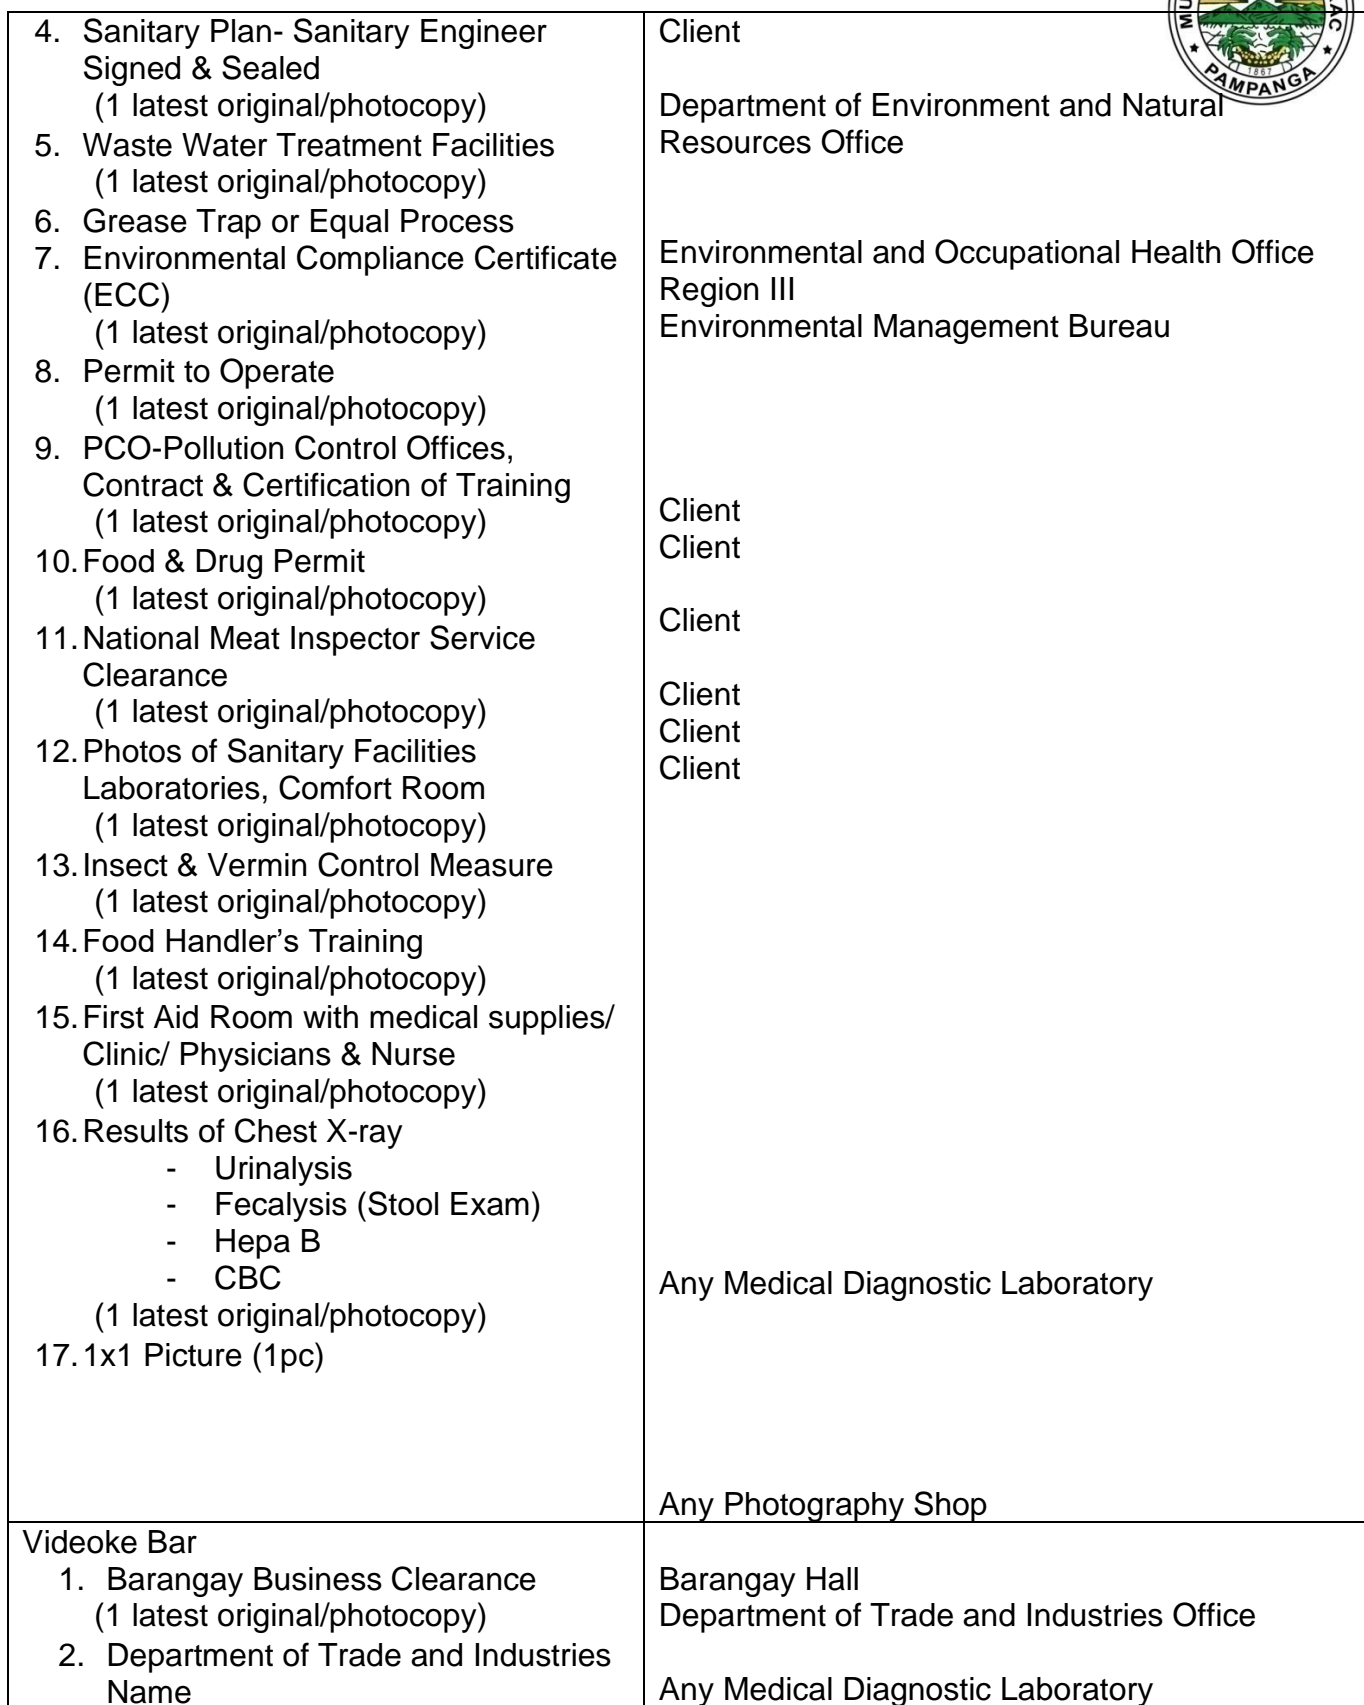 4. Sanitary Plan- Sanitary Engineer
Signed & Sealed
(1 latest original/photocopy)
5. Waste Water Treatment Facilities
(1 latest original/photocopy)
6. Grease Trap or Equal Process
7. Environmental Compliance Certificate
(ECC)
(1 latest original/photocopy)
8. Permit to Operate
(1 latest original/photocopy)
9. PCO-Pollution Control Offices,
Contract & Certification of Training
(1 latest original/photocopy)
10. Food & Drug Permit
(1 latest original/photocopy)
11. National Meat Inspector Service
Clearance
(1 latest original/photocopy)
12. Photos of Sanitary Facilities
Laboratories, Comfort Room
(1 latest original/photocopy)
13. Insect & Vermin Control Measure
(1 latest original/photocopy)
14. Food Handler’s Training
(1 latest original/photocopy)
15. First Aid Room with medical supplies/
Clinic/ Physicians & Nurse
(1 latest original/photocopy)
16. Results of Chest X-ray
- Urinalysis
- Fecalysis (Stool Exam)
- Hepa B
- CBC
(1 latest original/photocopy)
17. 1x1 Picture (1pc)
Client
Department of Environment and Natural
Resources Office
Environmental and Occupational Health Office
Region III
Environmental Management Bureau
Client
Client
Client
Client
Client
Client
Any Medical Diagnostic Laboratory
Any Photography Shop
Videoke Bar
1. Barangay Business Clearance
(1 latest original/photocopy)
2. Department of Trade and Industries
Name
Barangay Hall
Department of Trade and Industries Office
Any Medical Diagnostic Laboratory
1867
PAMPANGA